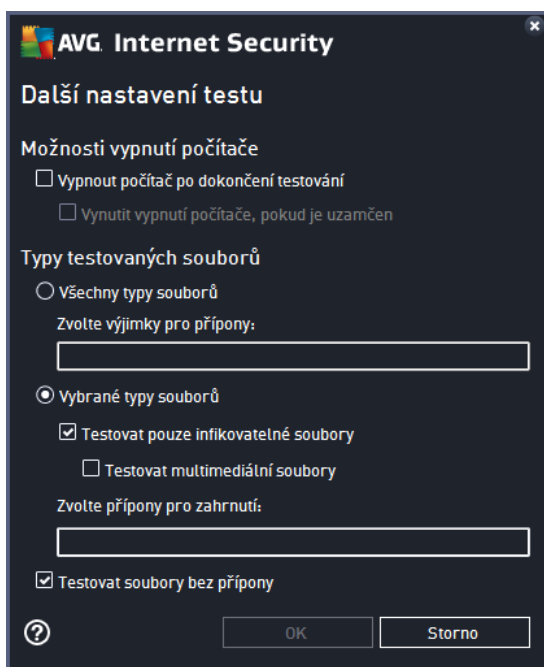 AVG Internet Security
Další nastavení testu
Možnosti vypnutí počítače
Vypnout počítač po dokončení testování
Vynutit vypnutí počítače, pokud je uzamčen
Typy testovaných souborů
Všechny typy souborů
Zvolte výjimky pro přípony:
Vybrané typy souborů
Testovat pouze infikovatelné soubory
Testovat multimediální soubory
Zvolte přípony pro zahrnutí:
Testovat soubory bez přípony
OK Storno